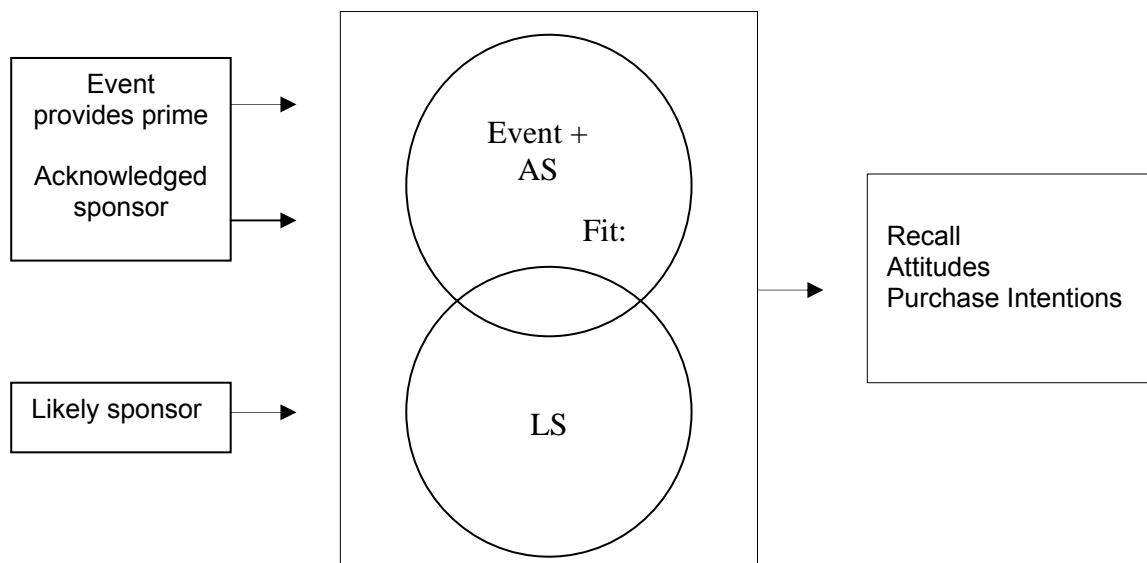 Event
provides prime
Acknowledged
sponsor
Likely sponsor
Event +
AS
Fit:
LS
Recall
Attitudes
Purchase Intentions